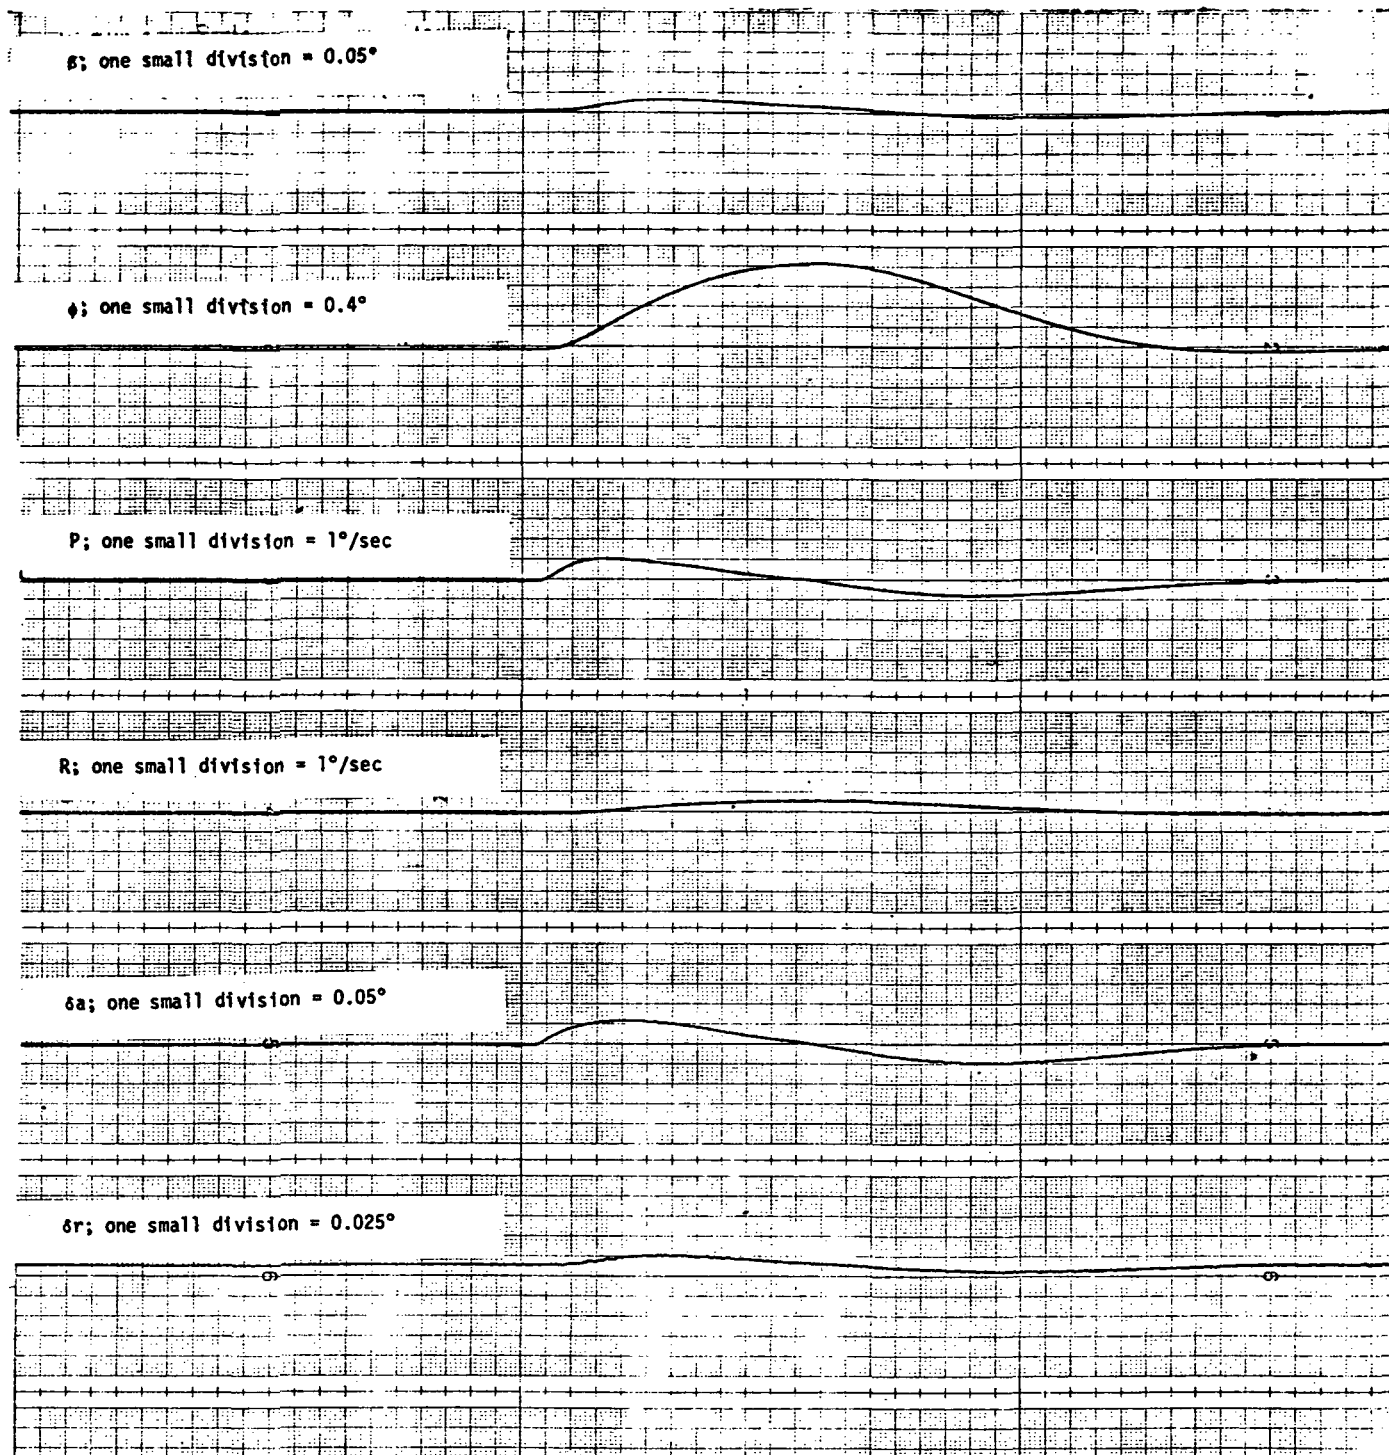 β; one small division = 0.05°
φ; one small division = 0.4°
P; one small division = 1°/sec
R; one small division = 1°/sec
δa; one small division = 0.05°
δr; one small division = 0.025°